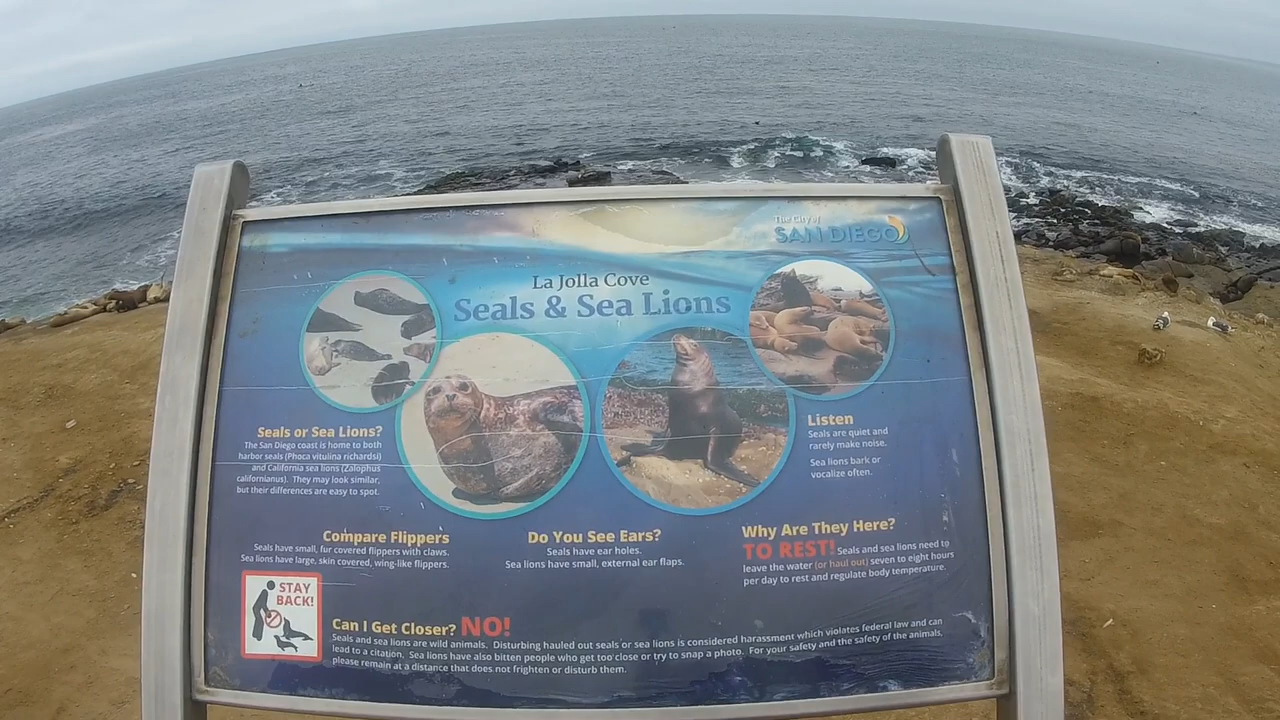 The City of
SAN DIEGO
La Jolla Cove
Seals & Sea Lions
Seals or Sea Lions?
The San Diego coast is home to both
harbor seals (Phoca vitulina richardsi)
and California sea lions (Zalophus
californianus). They may look similar,
but their differences are easy to spot.
Listen
Seals are quiet and
rarely make noise.
Sea lions bark or
vocalize often.
Compare Flippers
Seals have small, fur covered flippers with claws.
Sea lions have large, skin covered, wing-like flippers.
Do You See Ears?
Seals have ear holes.
Sea lions have small, external ear flaps.
Why Are They Here?
TO REST! Seals and sea lions need to
leave the water (or haul out) seven to eight hours
per day to rest and regulate body temperature.
STAY
BACK!
Can I Get Closer? NO!
Seals and sea lions are wild animals. Disturbing hauled out seals or sea lions is considered harassment which violates federal law and can
lead to a citation. Sea lions have also bitten people who get too close or try to snap a photo. For your safety and the safety of the animals,
please remain at a distance that does not frighten or disturb them.